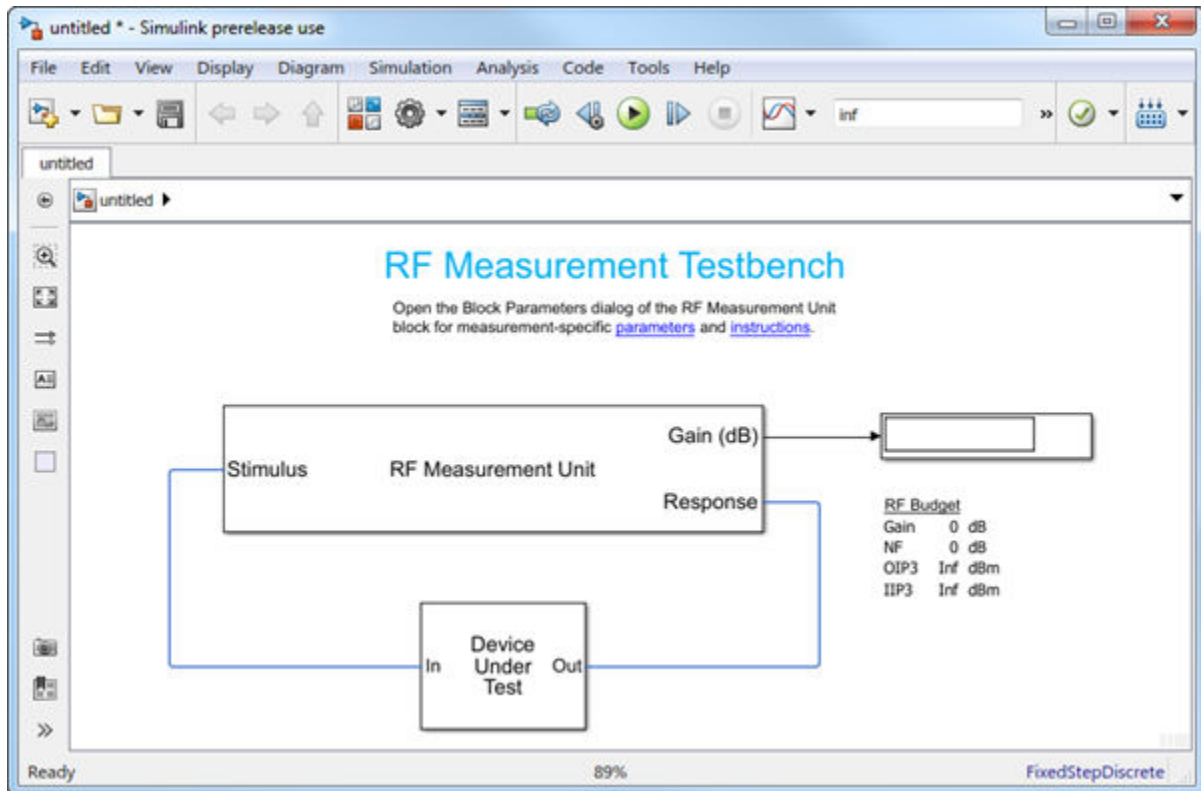 untitled * - Simulink prerelease use
File Edit View Display Diagram Simulation Analysis Code Tools Help
inf
untitled
untitled
RF Measurement Testbench
Open the Block Parameters dialog of the RF Measurement Unit
block for measurement-specific parameters and instructions.
Gain (dB)
Stimulus RF Measurement Unit
Response
RF Budget
Gain 0 dB
NF 0 dB
OIP3 Inf dBm
IIP3 Inf dBm
Device
In Under Out
Test
Ready 89% FixedStepDiscrete